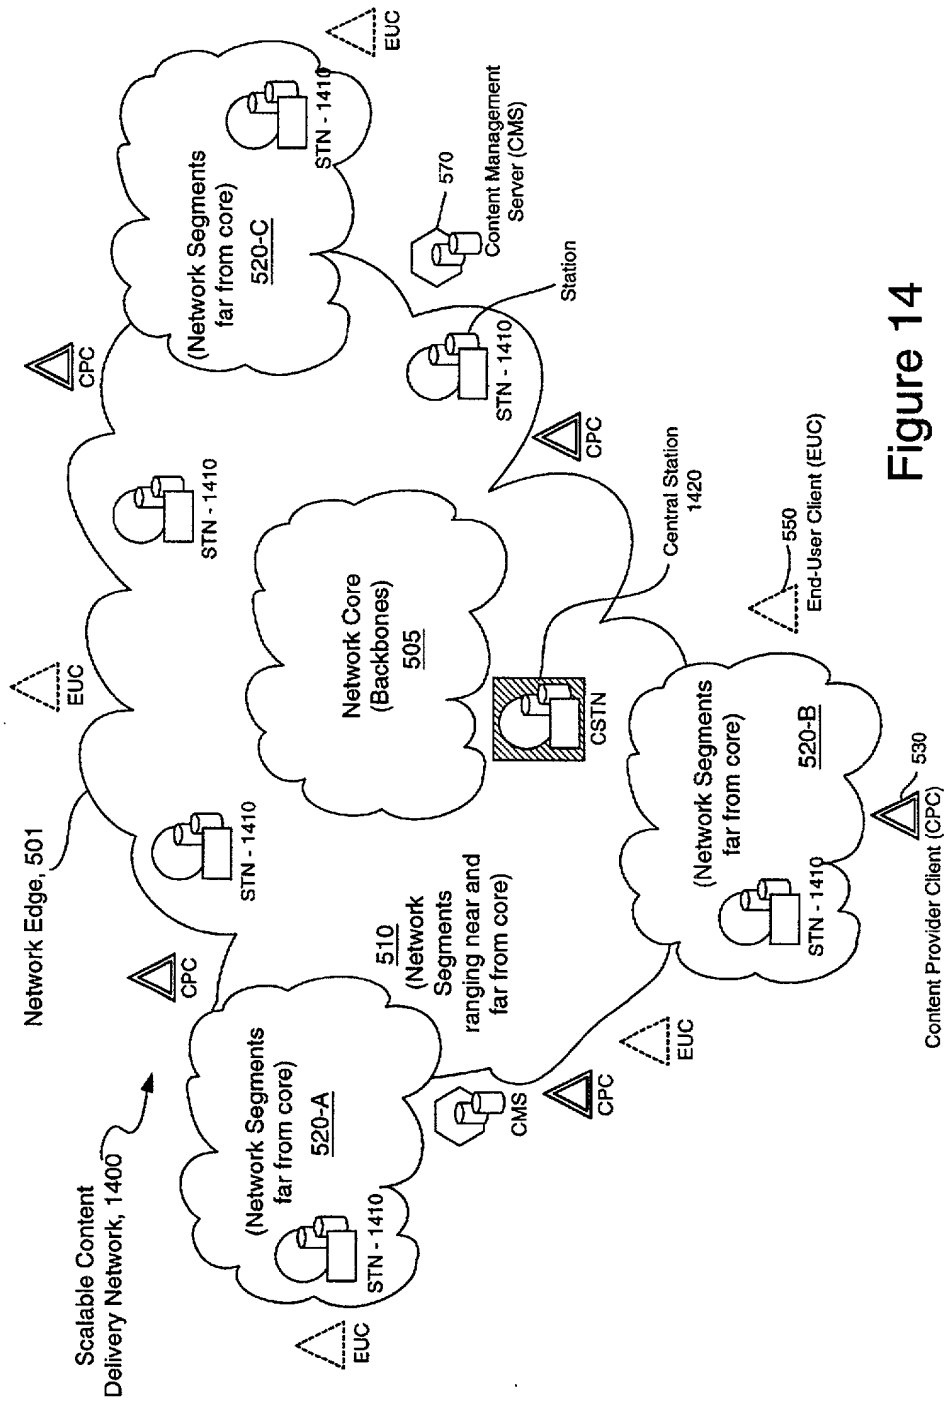 Scalable Content
Delivery Network, 1400
Network Edge, 501
EUC
CPC
EUC
CPC
EUC
(Network Segments
far from core)
520-A
STN - 1410
STN - 1410
STN - 1410
(Network Segments
far from core)
520-C
STN - 1410
510
(Network
Segments
ranging near and
far from core)
Network Core
(Backbones)
505
CSTN
Central Station
1420
STN - 1410
Station
570
Content Management
Server (CMS)
CMS
CPC
EUC
CPC
(Network Segments
far from core)
520-B
STN - 1410
550
End-User Client (EUC)
530
Content Provider Client (CPC)
Figure 14
CPC